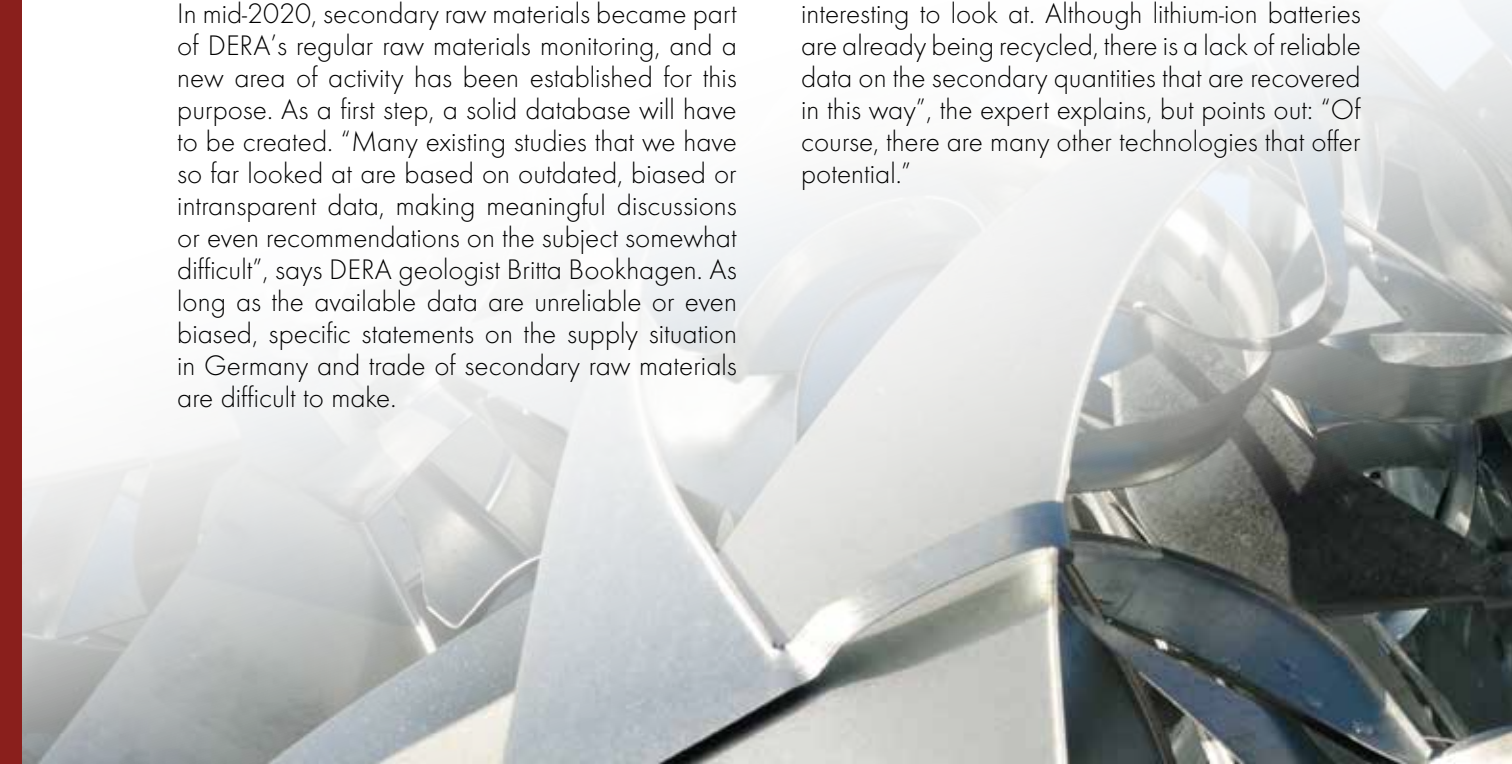 In mid-2020, secondary raw materials became part
of DERA’s regular raw materials monitoring, and a
new area of activity has been established for this
purpose. As a first step, a solid database will have
to be created. “Many existing studies that we have
so far looked at are based on outdated, biased or
intransparent data, making meaningful discussions
or even recommendations on the subject somewhat
difficult”, says DERA geologist Britta Bookhagen. As
long as the available data are unreliable or even
biased, specific statements on the supply situation
in Germany and trade of secondary raw materials
are difficult to make.
interesting to look at. Although lithium-ion batteries
are already being recycled, there is a lack of reliable
data on the secondary quantities that are recovered
in this way”, the expert explains, but points out: “Of
course, there are many other technologies that offer
potential.”